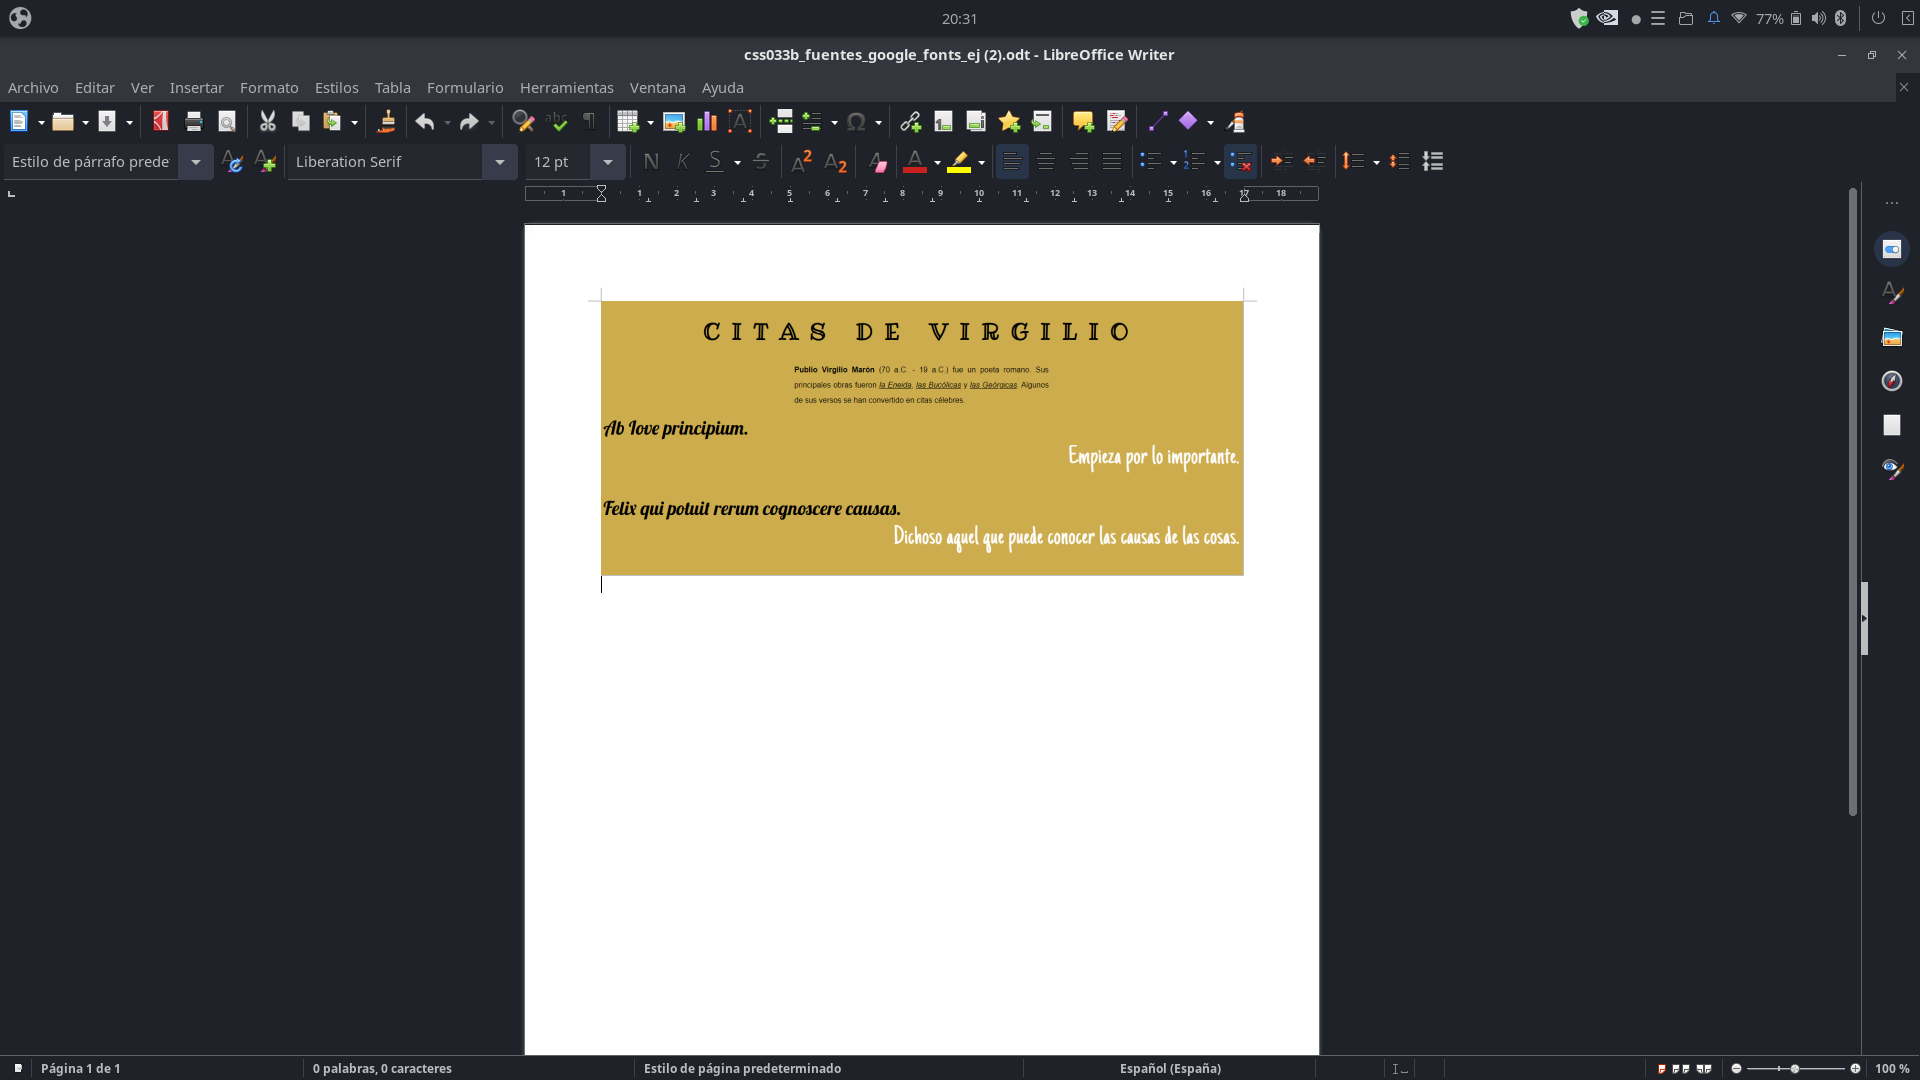 20:31
77%
css033b_fuentes_google_fonts_ej (2).odt - LibreOffice Writer
Archivo Editar Ver Insertar Formato Estilos Tabla Formulario Herramientas Ventana Ayuda
Estilo de párrafo prede Liberation Serif 12 pt
1 1 2 3 4 5 6 7 8 9 10 11 12 13 14 15 16 17 18
CITAS DE VIRGILIO
Publio Virgilio Marón (70 a.C. - 19 a.C.) fue un poeta romano. Sus
principales obras fueron la Eneida, las Bucólicas y las Geórgicas. Algunos
de sus versos se han convertido en citas célebres.
Ab Iove principium.
Empieza por lo importante.
Felix qui potuit rerum cognoscere causas.
Dichoso aquel que puede conocer las causas de las cosas.
Página 1 de 1 0 palabras, 0 caracteres Estilo de página predeterminado Español (España) 100 %